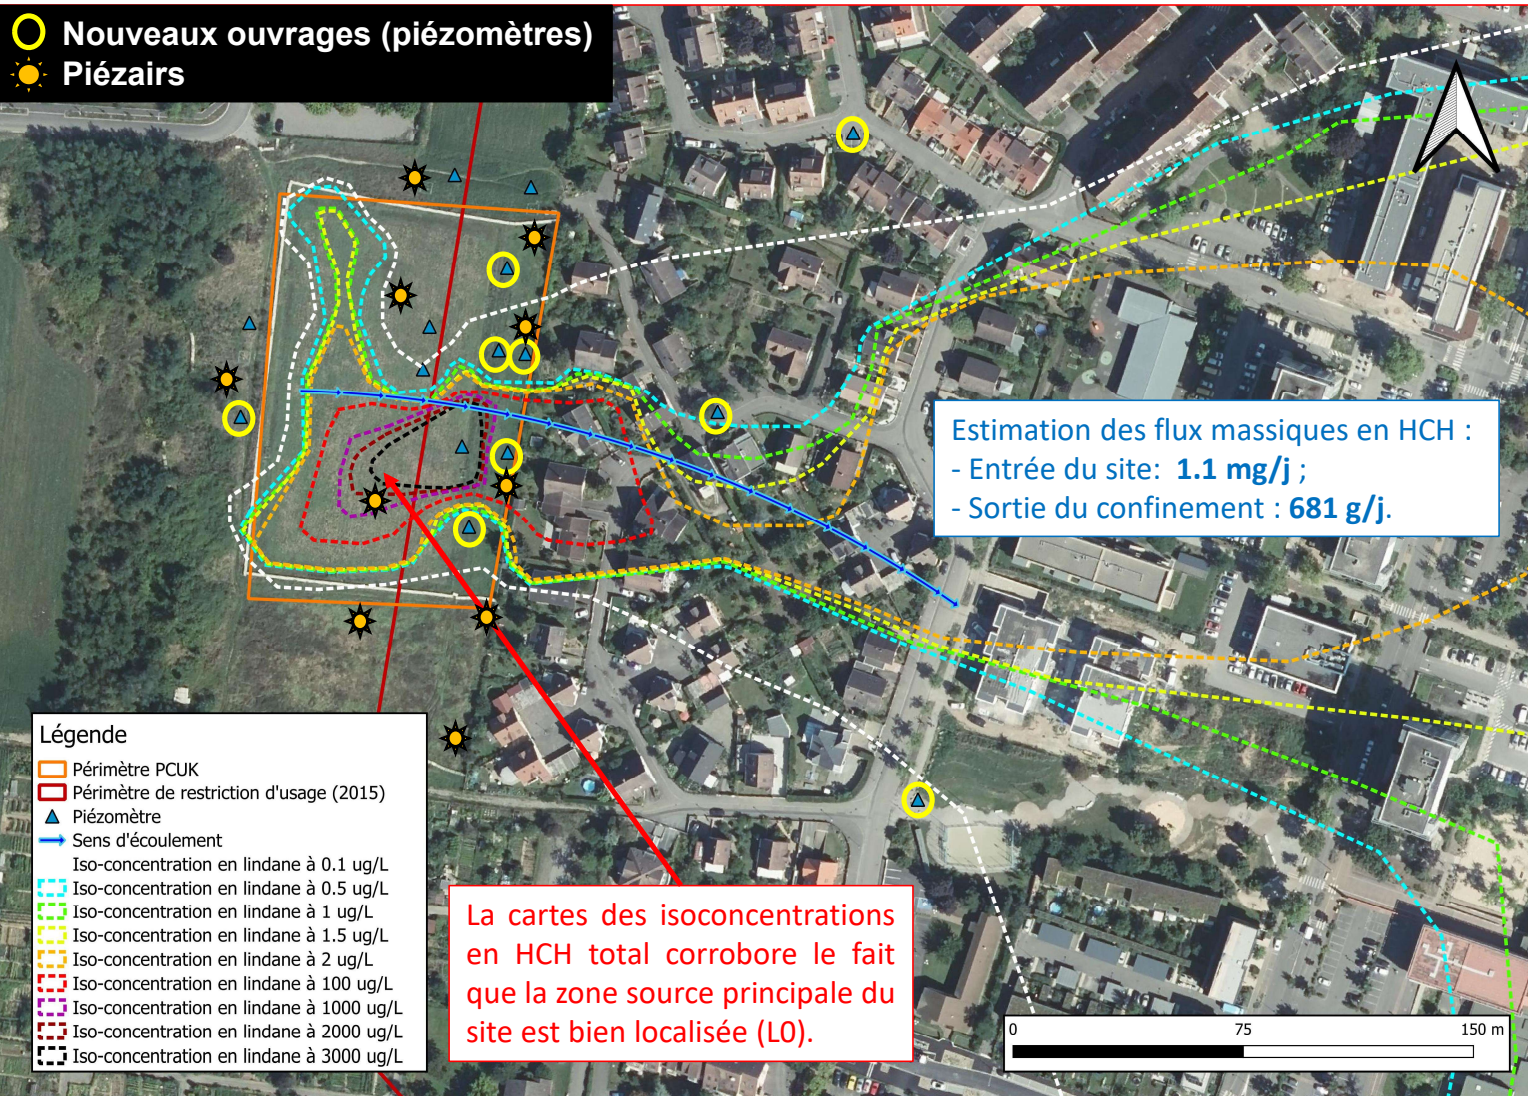 Nouveaux ouvrages (piézomètres)
Piézairs
Estimation des flux massiques en HCH :
- Entrée du site: 1.1 mg/j ;
- Sortie du confinement : 681 g/j.
Légende
Périmètre PCUK
Périmètre de restriction d'usage (2015)
Piézomètre
Sens d'écoulement
Iso-concentration en lindane à 0.1 ug/L
Iso-concentration en lindane à 0.5 ug/L
Iso-concentration en lindane à 1 ug/L
Iso-concentration en lindane à 1.5 ug/L
Iso-concentration en lindane à 2 ug/L
Iso-concentration en lindane à 100 ug/L
Iso-concentration en lindane à 1000 ug/L
Iso-concentration en lindane à 2000 ug/L
Iso-concentration en lindane à 3000 ug/L
La cartes des isoconcentrations
en HCH total corrobore le fait
que la zone source principale du
site est bien localisée (L0).
0 75 150 m